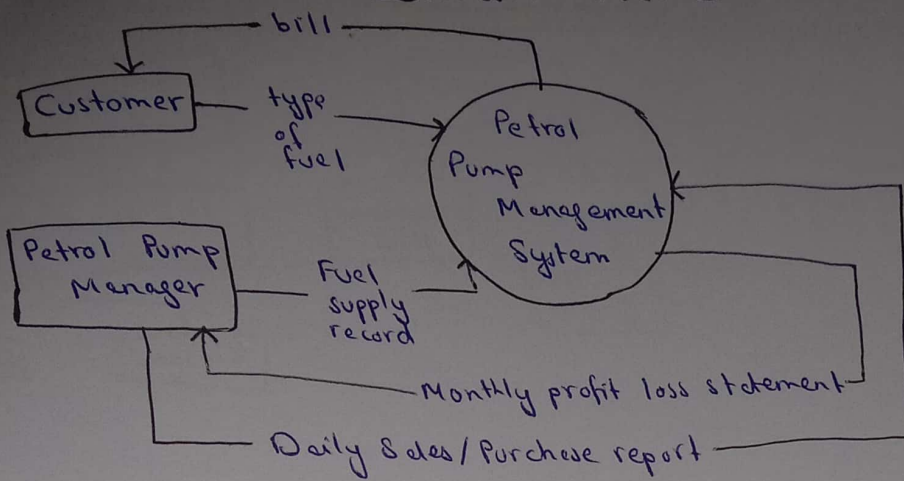 bill
Customer
type
of
fuel
Petrol
Pump
Management
System
Petrol Pump
Manager
Fuel
supply
record
Monthly profit loss statement
Daily Sales/Purchase report